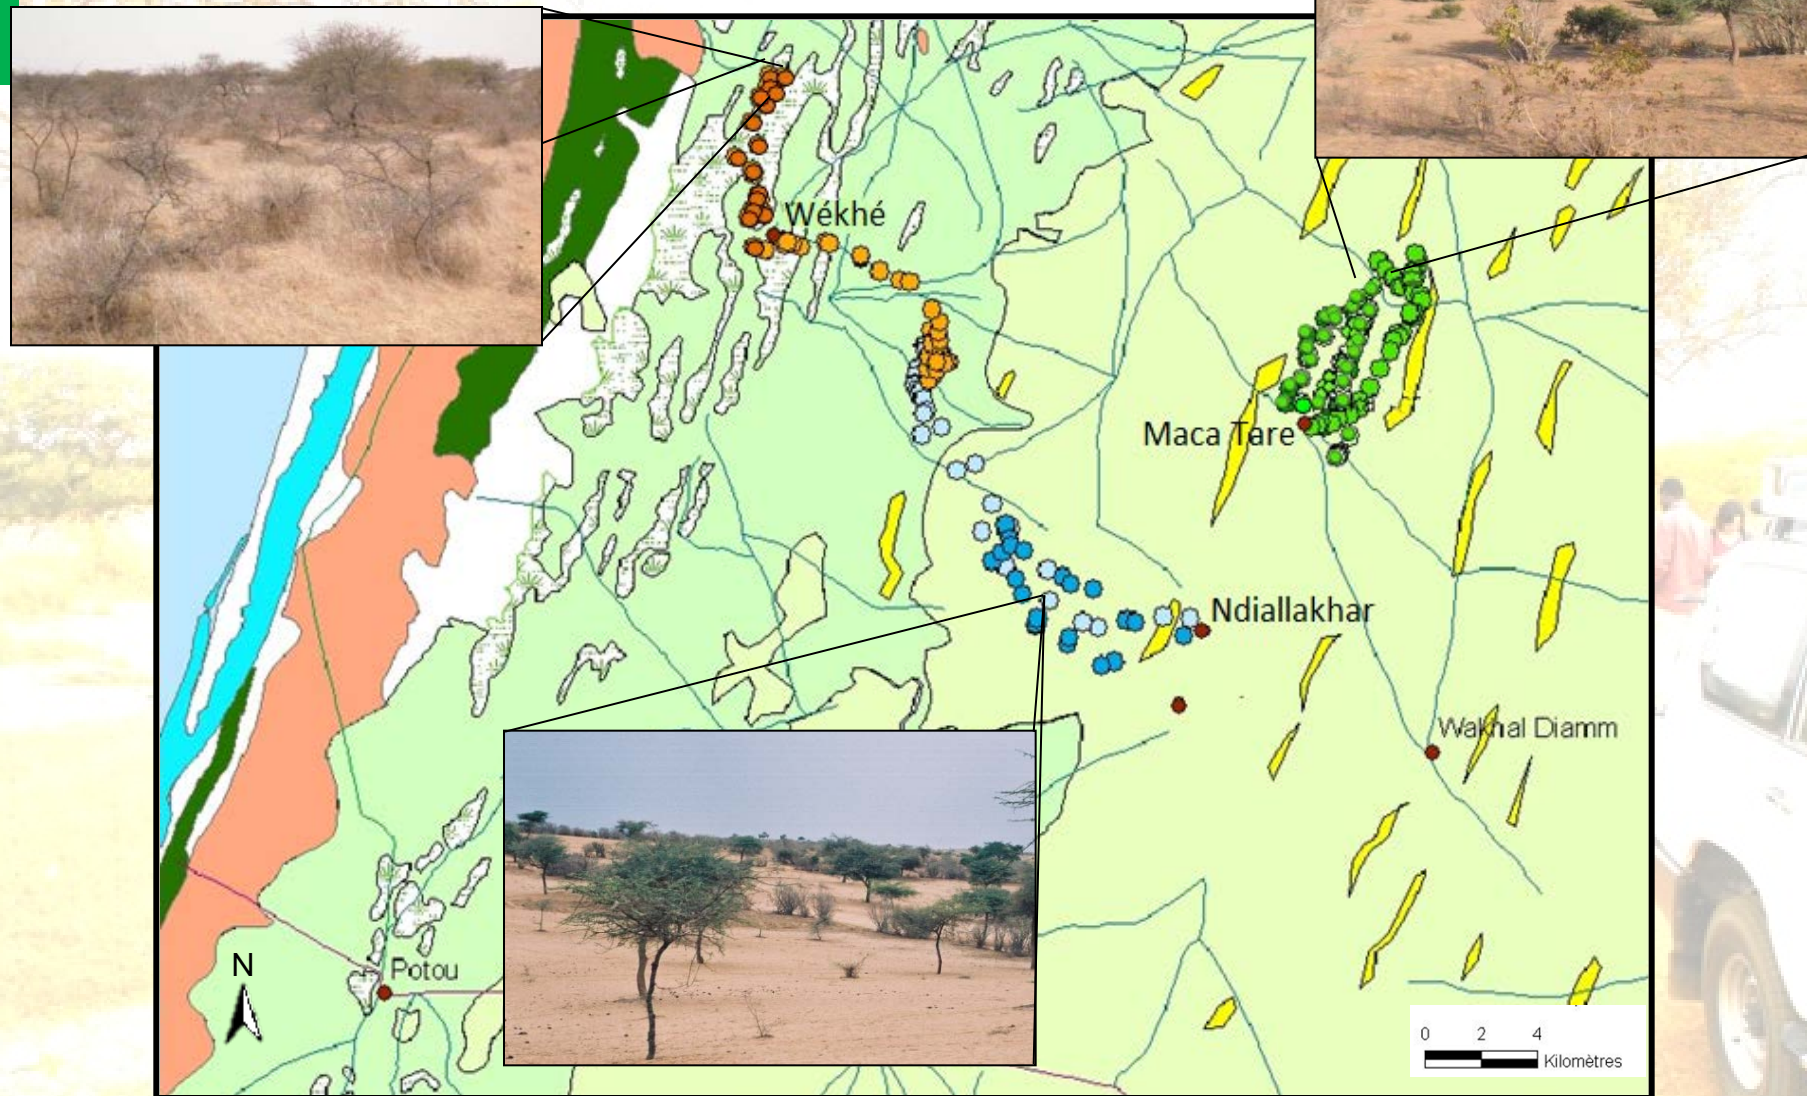 Wékhé
Maca Tare
Ndiallakhar
Wakhal Diamm
Potou
N
0 2 4
Kilomètres